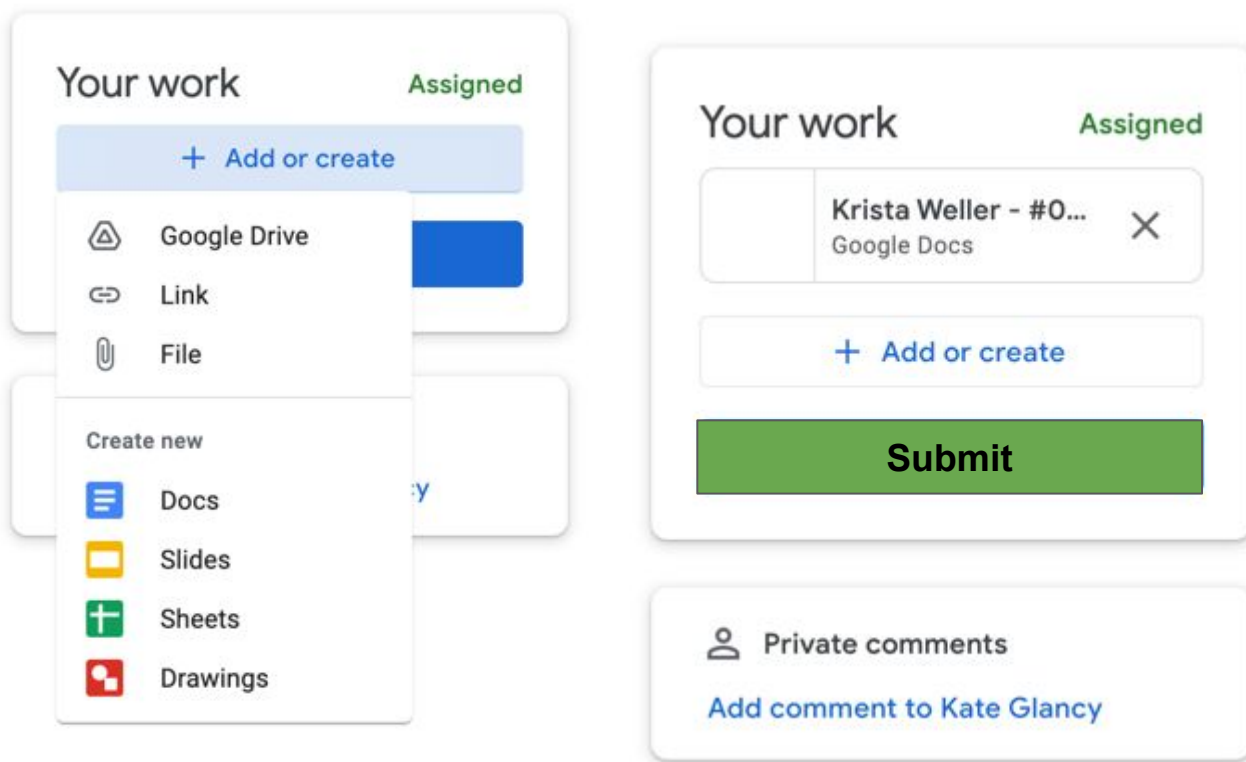 Your work Assigned
+ Add or create
Google Drive
Link
File
Create new
Docs
Slides
Sheets
Drawings
y
Your work Assigned
Krista Weller - #0...
Google Docs
+ Add or create
Submit
Private comments
Add comment to Kate Glancy